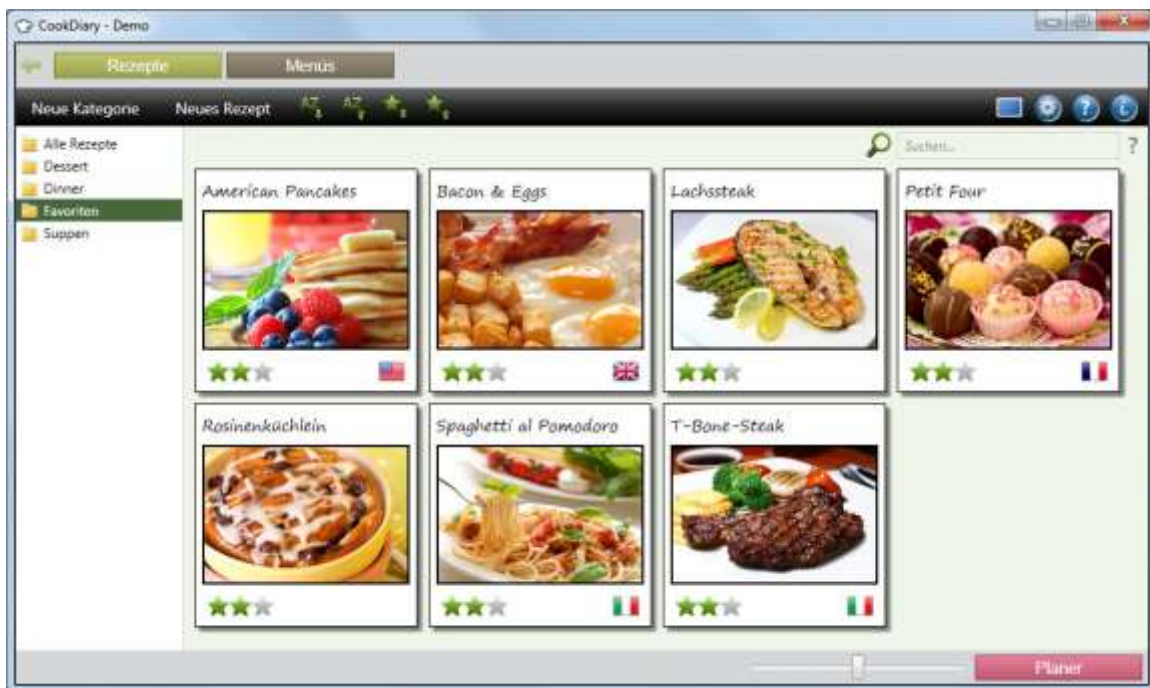 CookDiary - Demo
Rezepte Menüs
Neue Kategorie Neues Rezept
Suchen... ?
Alle Rezepte
Dessert
Dinner
Favoriten
Suppen
American Pancakes Bacon & Eggs Lachssteak Petit Four
Rosinenküchlein Spaghetti al Pomodoro T-Bone-Steak
Planer